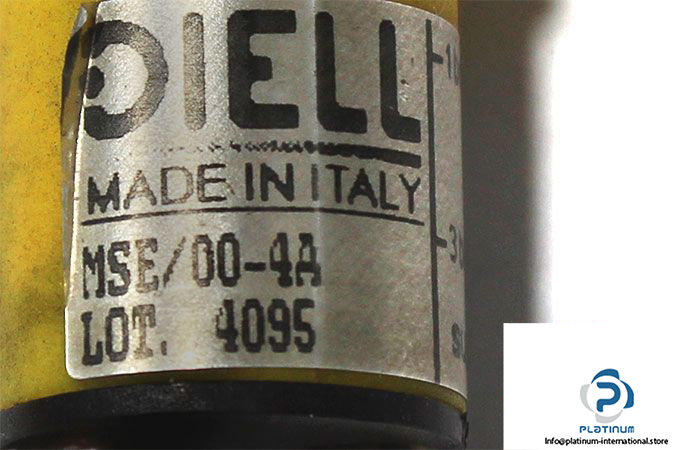 DIELL
MADE IN ITALY
MSE/00-4A
LOT. 4095
PLATINUM
Info@platinum-international.store